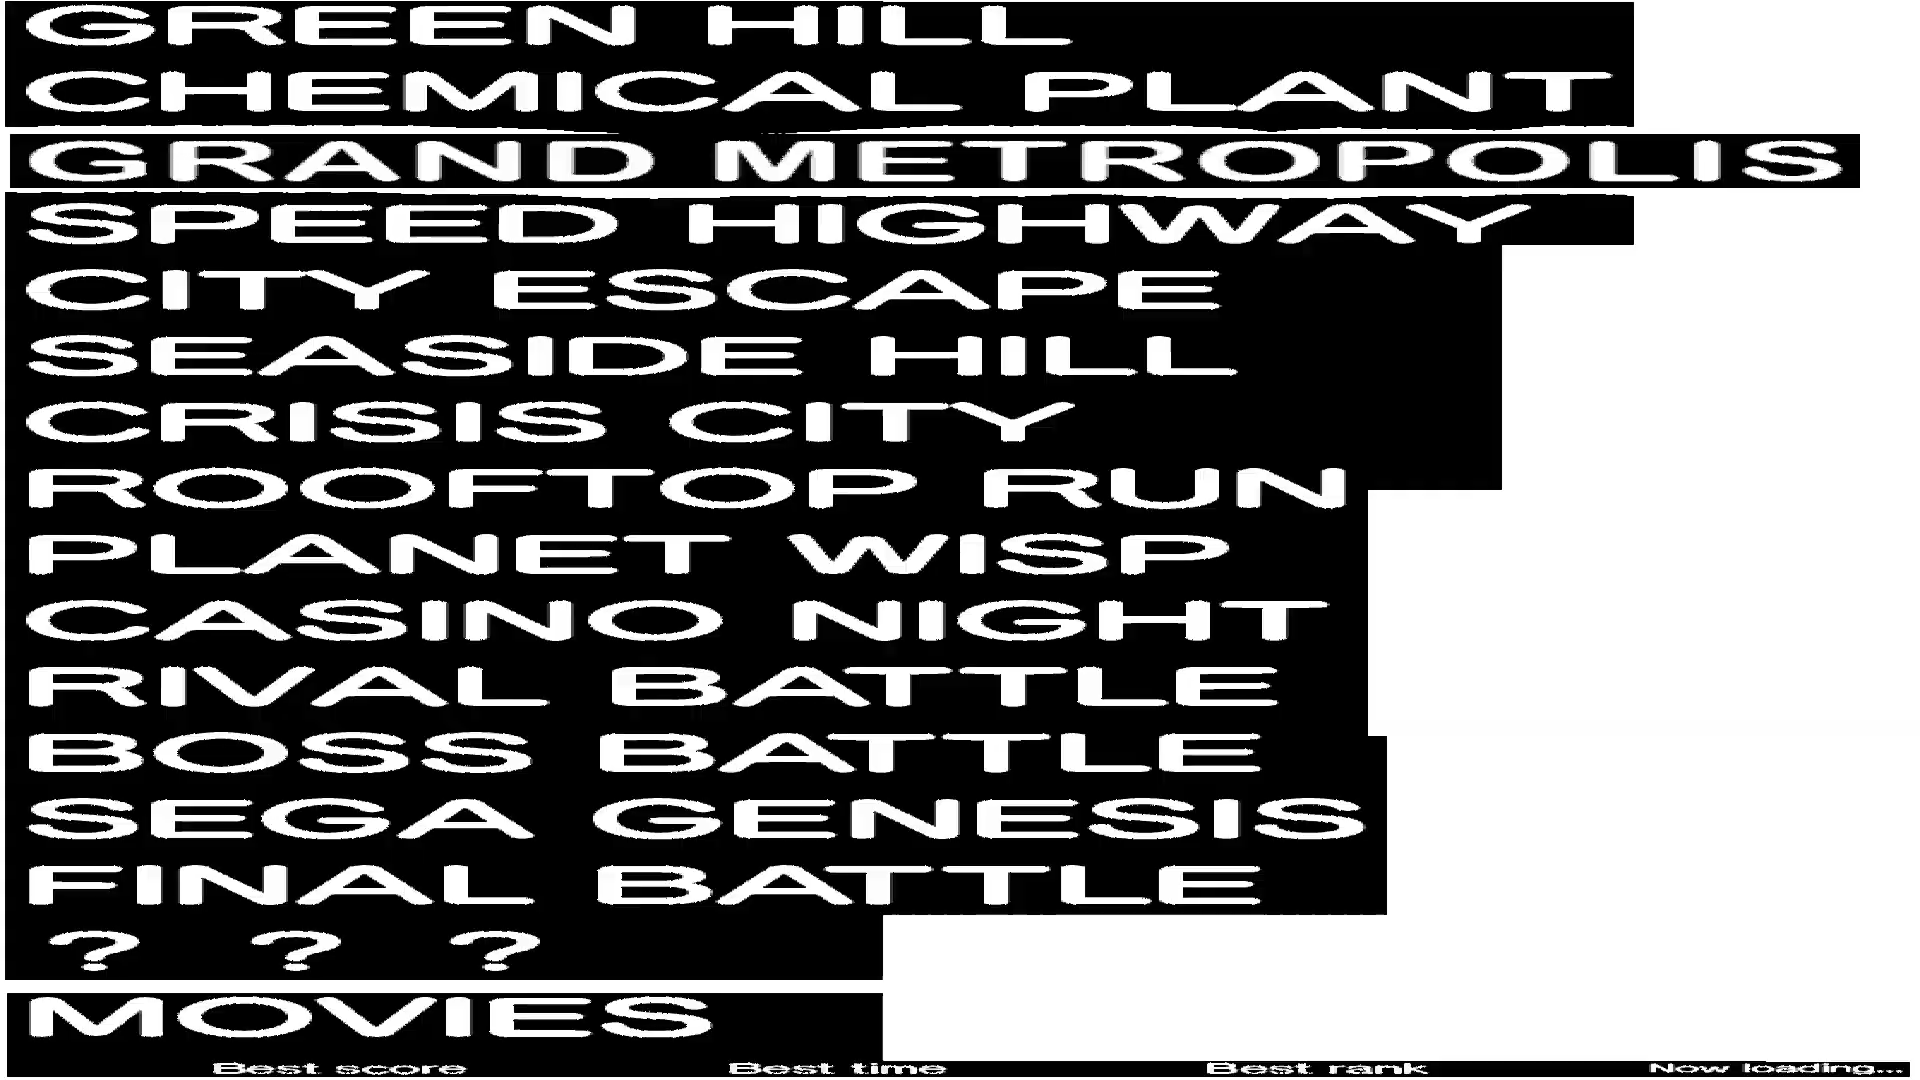 GREEN HILL
CHEMICAL PLANT
GRAND METROPOLIS
SPEED HIGHWAY
CITY ESCAPE
SEASIDE HILL
CRISIS CITY
ROOFTOP RUN
PLANET WISP
CASINO NIGHT
RIVAL BATTLE
BOSS BATTLE
SEGA GENESIS
FINAL BATTLE
? ? ?
MOVIES
Best score Best time Best rank Now loading...